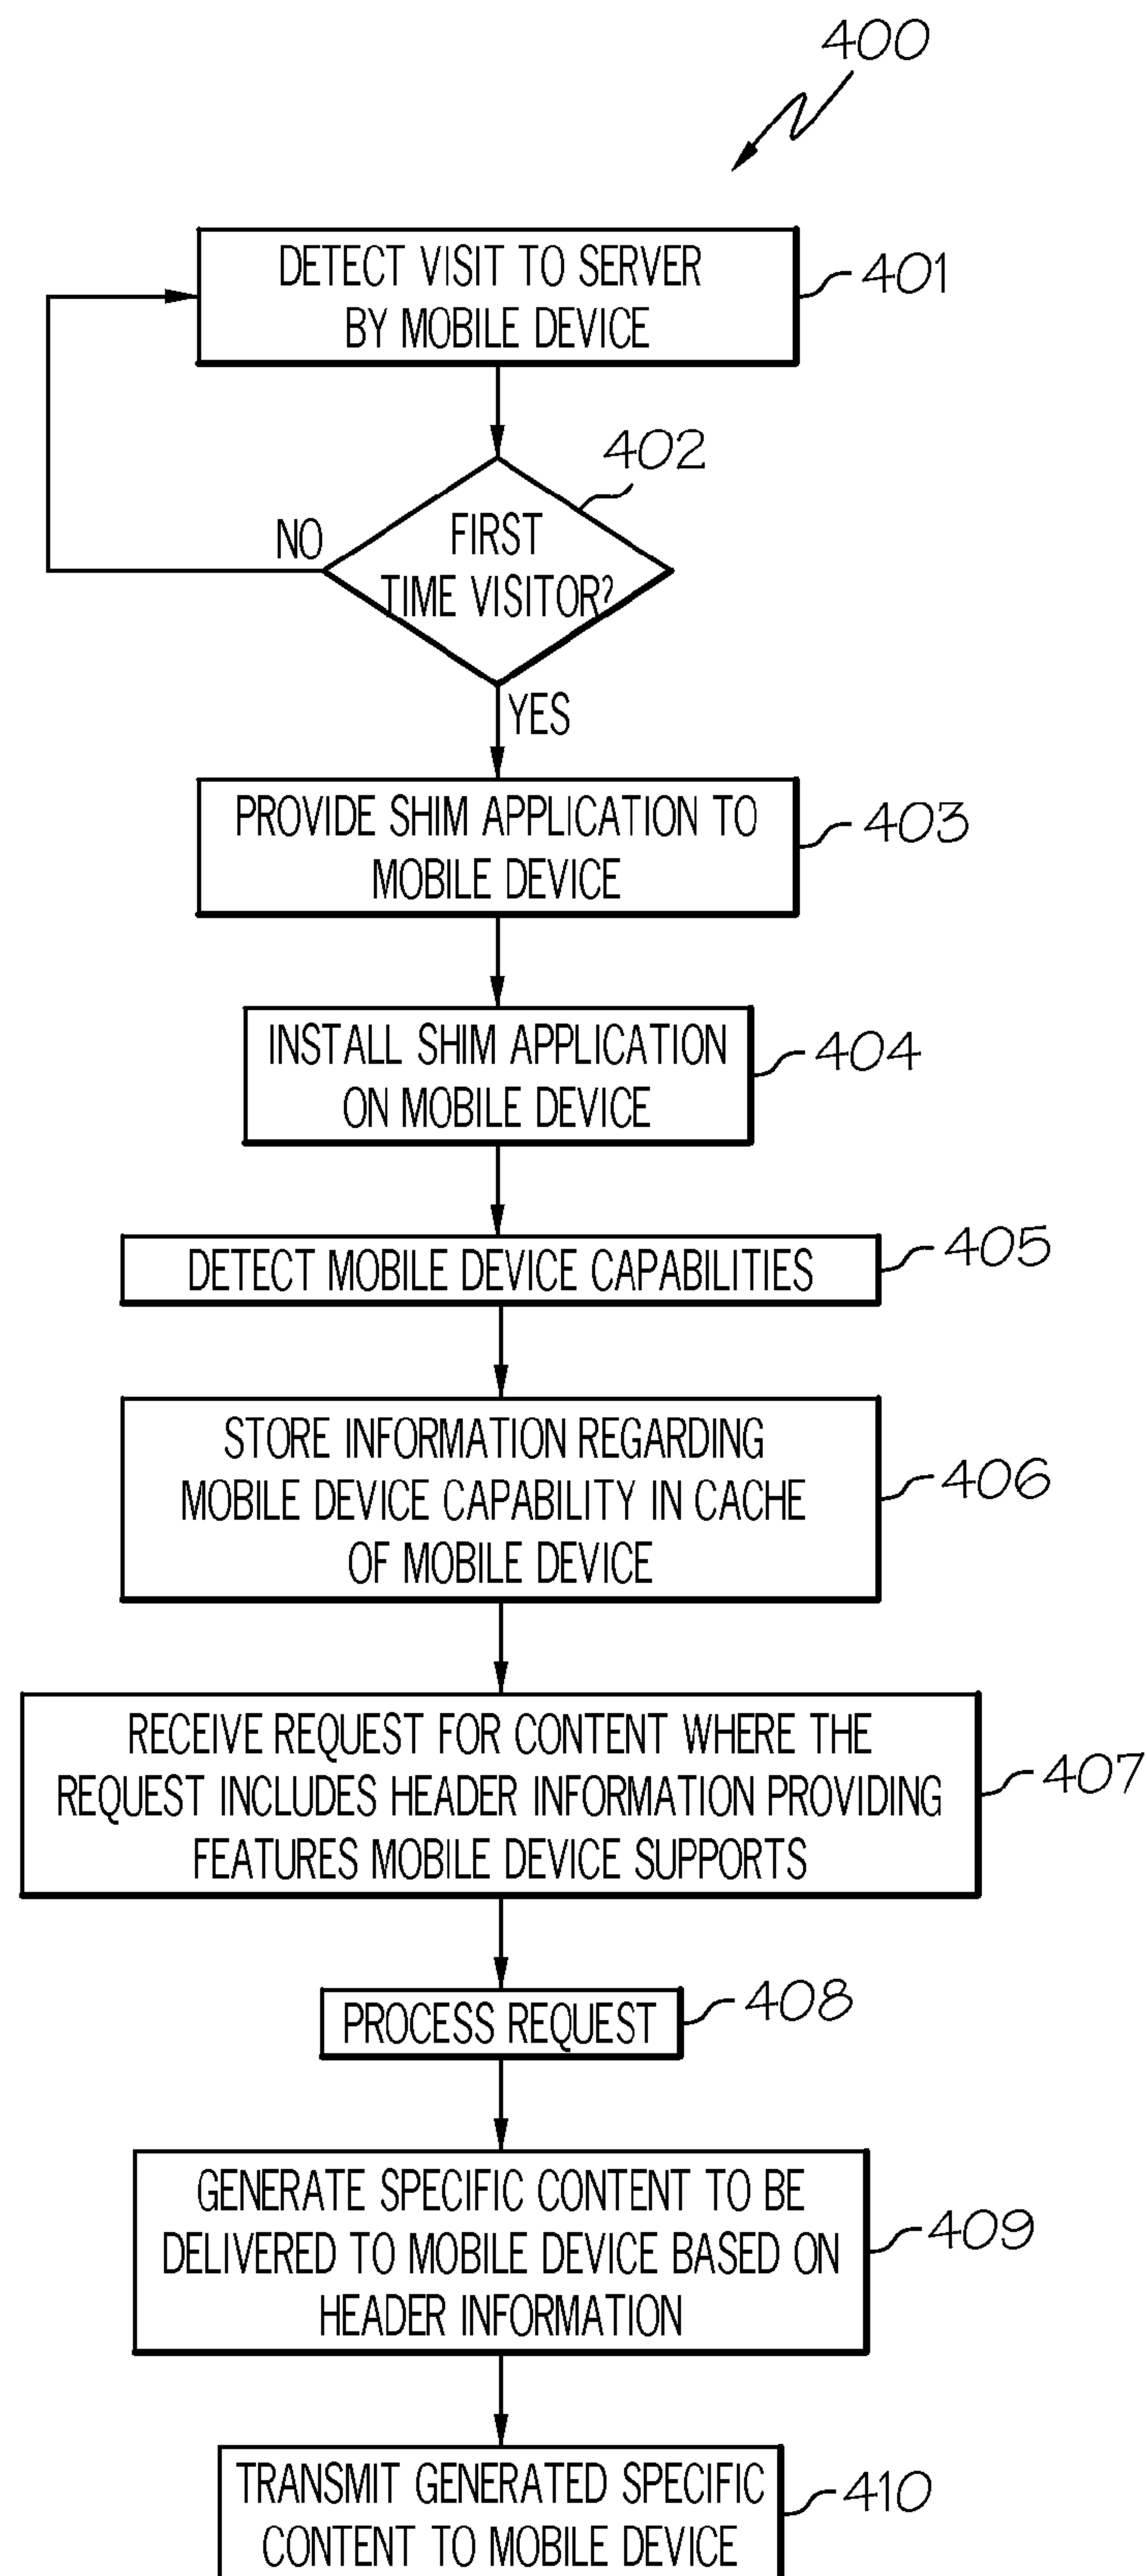 400
DETECT VISIT TO SERVER
BY MOBILE DEVICE
401
402
FIRST
TIME VISITOR?
NO
YES
PROVIDE SHIM APPLICATION TO
MOBILE DEVICE
403
INSTALL SHIM APPLICATION
ON MOBILE DEVICE
404
DETECT MOBILE DEVICE CAPABILITIES
405
STORE INFORMATION REGARDING
MOBILE DEVICE CAPABILITY IN CACHE
OF MOBILE DEVICE
406
RECEIVE REQUEST FOR CONTENT WHERE THE
REQUEST INCLUDES HEADER INFORMATION PROVIDING
FEATURES MOBILE DEVICE SUPPORTS
407
PROCESS REQUEST
408
GENERATE SPECIFIC CONTENT TO BE
DELIVERED TO MOBILE DEVICE BASED ON
HEADER INFORMATION
409
TRANSMIT GENERATED SPECIFIC
CONTENT TO MOBILE DEVICE
410